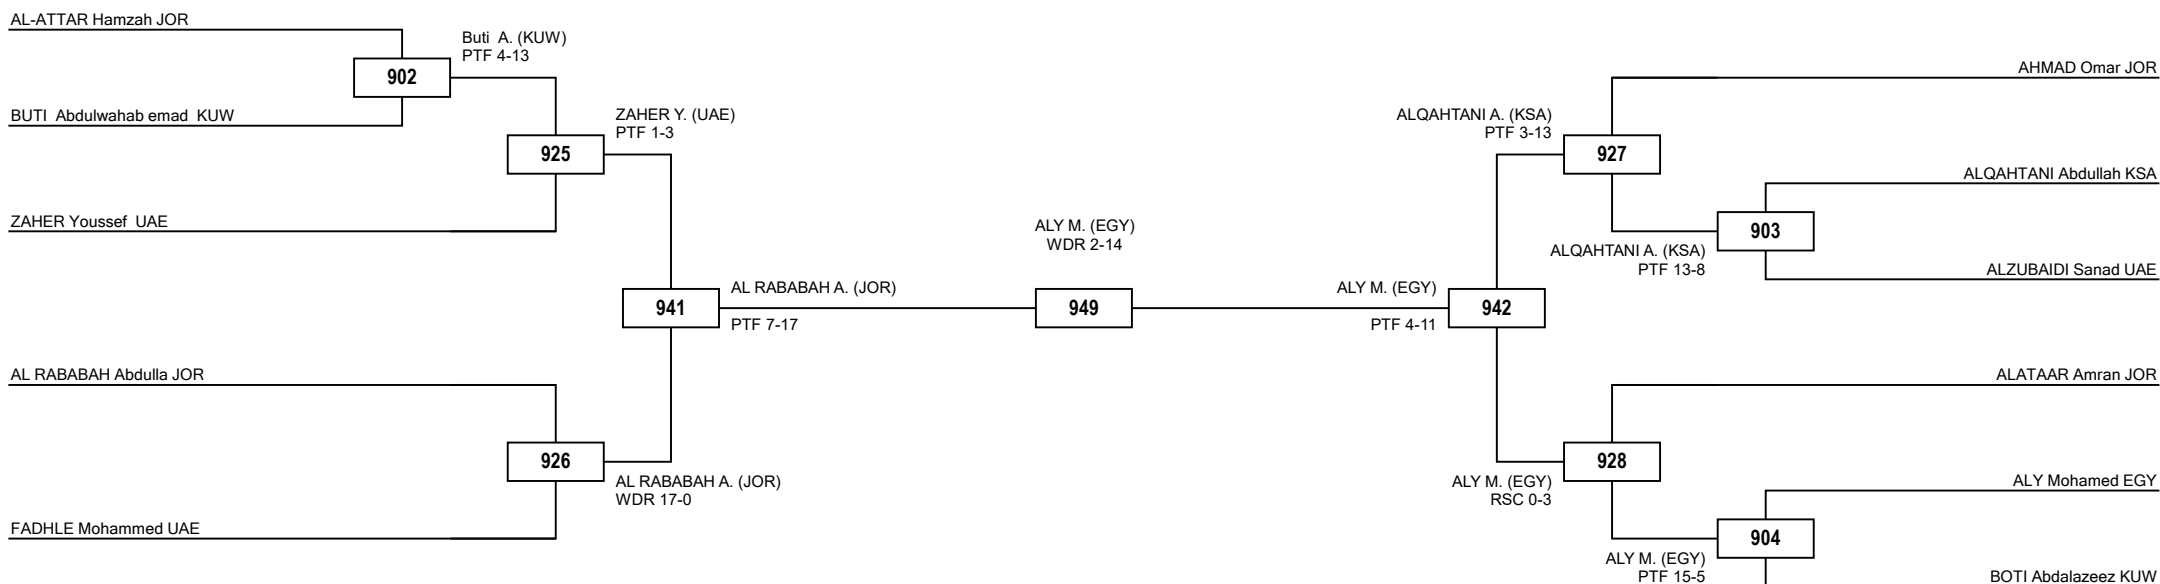 AL-ATTAR Hamzah JOR
902
Buti  A. (KUW)
PTF 4-13
BUTI  Abdulwahab emad  KUW
925
ZAHER Y. (UAE)
PTF 1-3
ZAHER Youssef  UAE
941
AL RABABAH A. (JOR)
PTF 7-17
AL RABABAH Abdulla JOR
926
AL RABABAH A. (JOR)
WDR 17-0
FADHLE Mohammed UAE
ALY M. (EGY)
WDR 2-14
949
AHMAD Omar JOR
ALQAHTANI A. (KSA)
PTF 3-13
927
ALQAHTANI Abdullah KSA
903
ALQAHTANI A. (KSA)
PTF 13-8
ALZUBAIDI Sanad UAE
ALY M. (EGY)
PTF 4-11
942
ALATAAR Amran JOR
928
ALY M. (EGY)
RSC 0-3
ALY Mohamed EGY
904
ALY M. (EGY)
PTF 15-5
BOTI Abdalazeez KUW